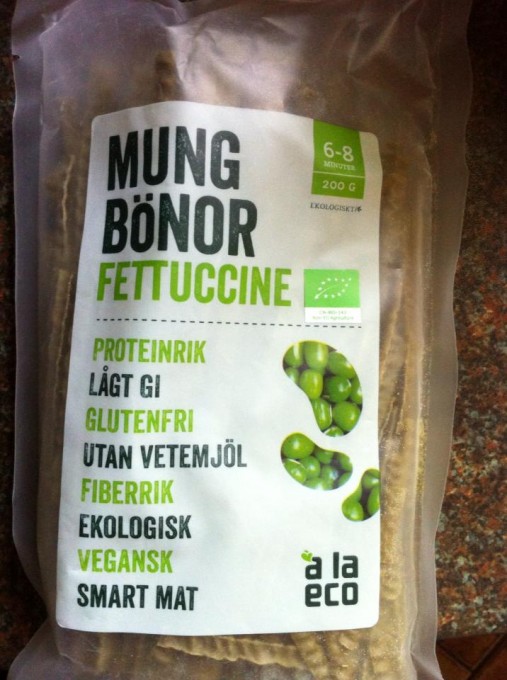 MUNG
BöNOR
FETTUCCINE
6-8
MINUTER
200 G
EKOLOGISKT
PROTEINRIK
LÅGT GI
GLUTENFRI
UTAN VETEMJÖL
FIBERRIK
EKOLOGISK
VEGANSK
SMART MAT
a la
eco